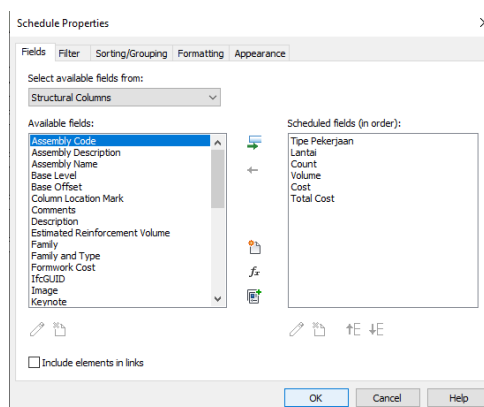 Schedule Properties
Fields Filter Sorting/Grouping Formatting Appearance
Select available fields from:
Structural Columns
Available fields:
Assembly Code
Assembly Description
Assembly Name
Base Level
Base Offset
Column Location Mark
Comments
Description
Estimated Reinforcement Volume
Family
Family and Type
Formwork Cost
IfcGUID
Image
Keynote
fx
Scheduled fields (in order):
Tipe Pekerjaan
Lantai
Count
Volume
Cost
Total Cost
Include elements in links
OK Cancel Help